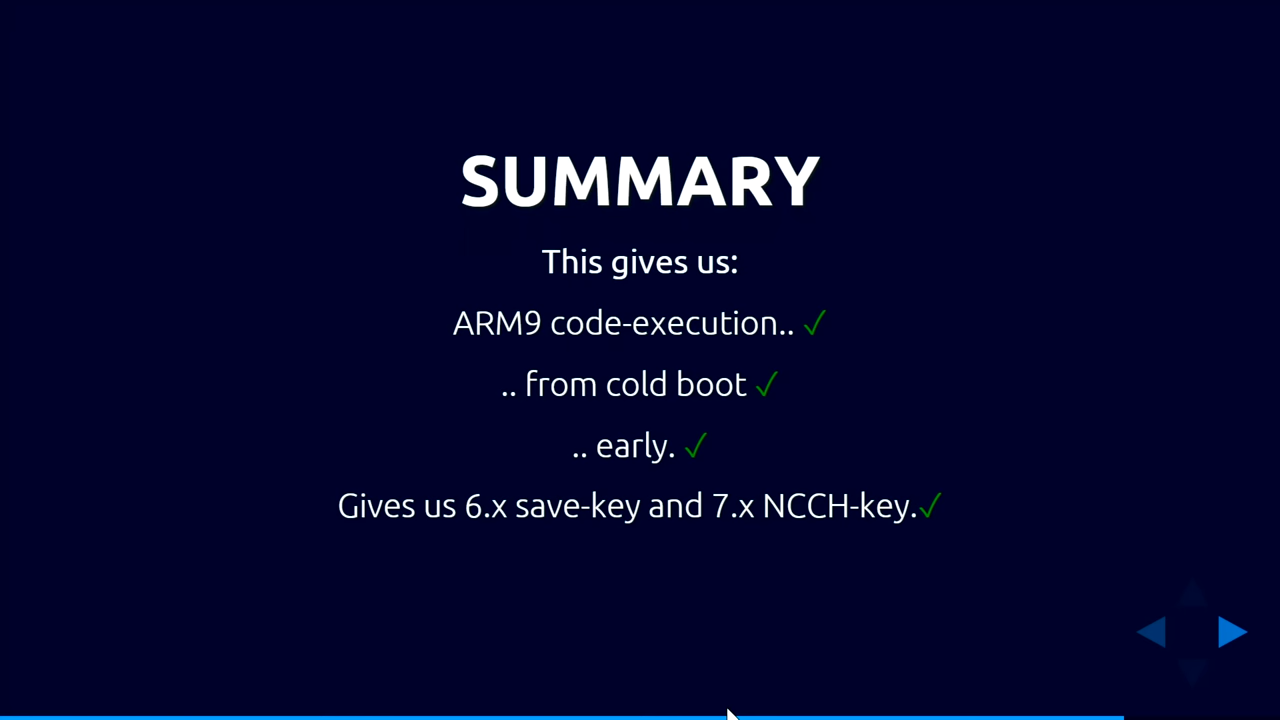 SUMMARY
This gives us:
ARM9 code-execution.. ✓
.. from cold boot ✓
.. early. ✓
Gives us 6.x save-key and 7.x NCCH-key.✓